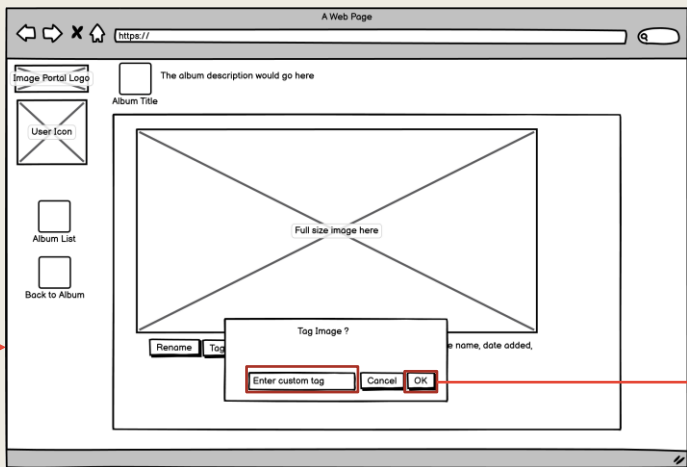 A Web Page
https://
Image Portal Logo
The album description would go here
Album Title
User Icon
Full size image here
Album List
Back to Album
Tag Image ?
Rename
Tag
e name, date added,
Enter custom tag
Cancel
OK